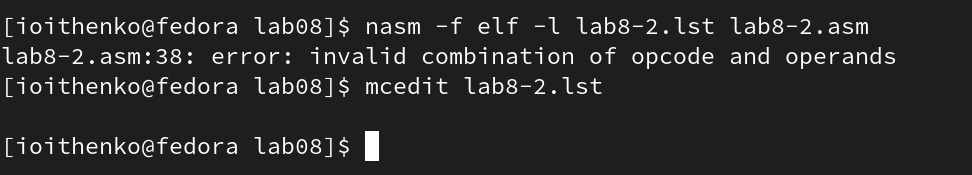 [ioithenko@fedora lab08]$ nasm -f elf -l lab8-2.lst lab8-2.asm
lab8-2.asm:38: error: invalid combination of opcode and operands
[ioithenko@fedora lab08]$ mcedit lab8-2.lst
[ioithenko@fedora lab08]$